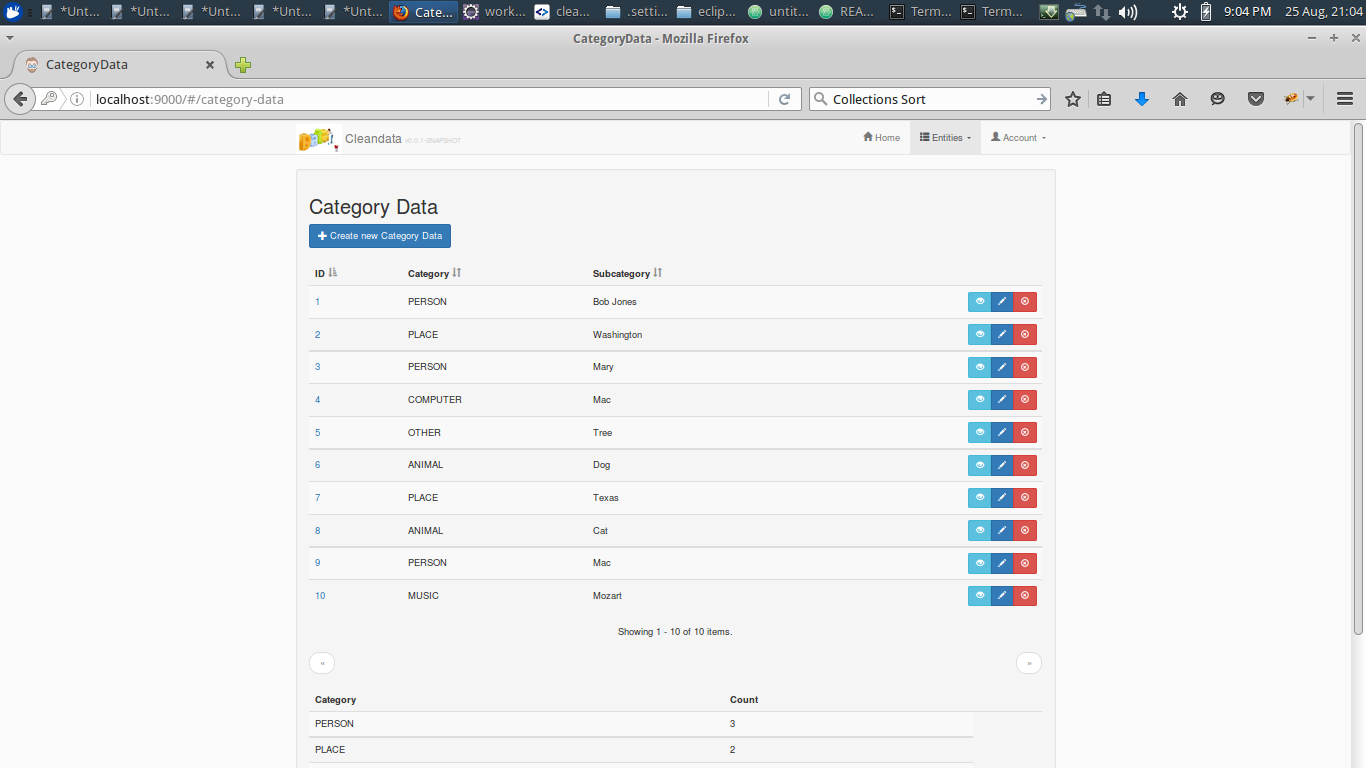 *Unt... *Unt... *Unt... *Unt... *Unt... Cate... work... clea... .setti... eclip... untit... REA... Term... Term... 9:04 PM 25 Aug, 21:04
CategoryData - Mozilla Firefox
CategoryData
localhost:9000/#/category-data Collections Sort
Cleandata v0.0.1-SNAPSHOT Home Entities Account
Category Data
Create new Category Data
ID Category Subcategory
1 PERSON Bob Jones
2 PLACE Washington
3 PERSON Mary
4 COMPUTER Mac
5 OTHER Tree
6 ANIMAL Dog
7 PLACE Texas
8 ANIMAL Cat
9 PERSON Mac
10 MUSIC Mozart
Showing 1 - 10 of 10 items.
« »
Category Count
PERSON 3
PLACE 2